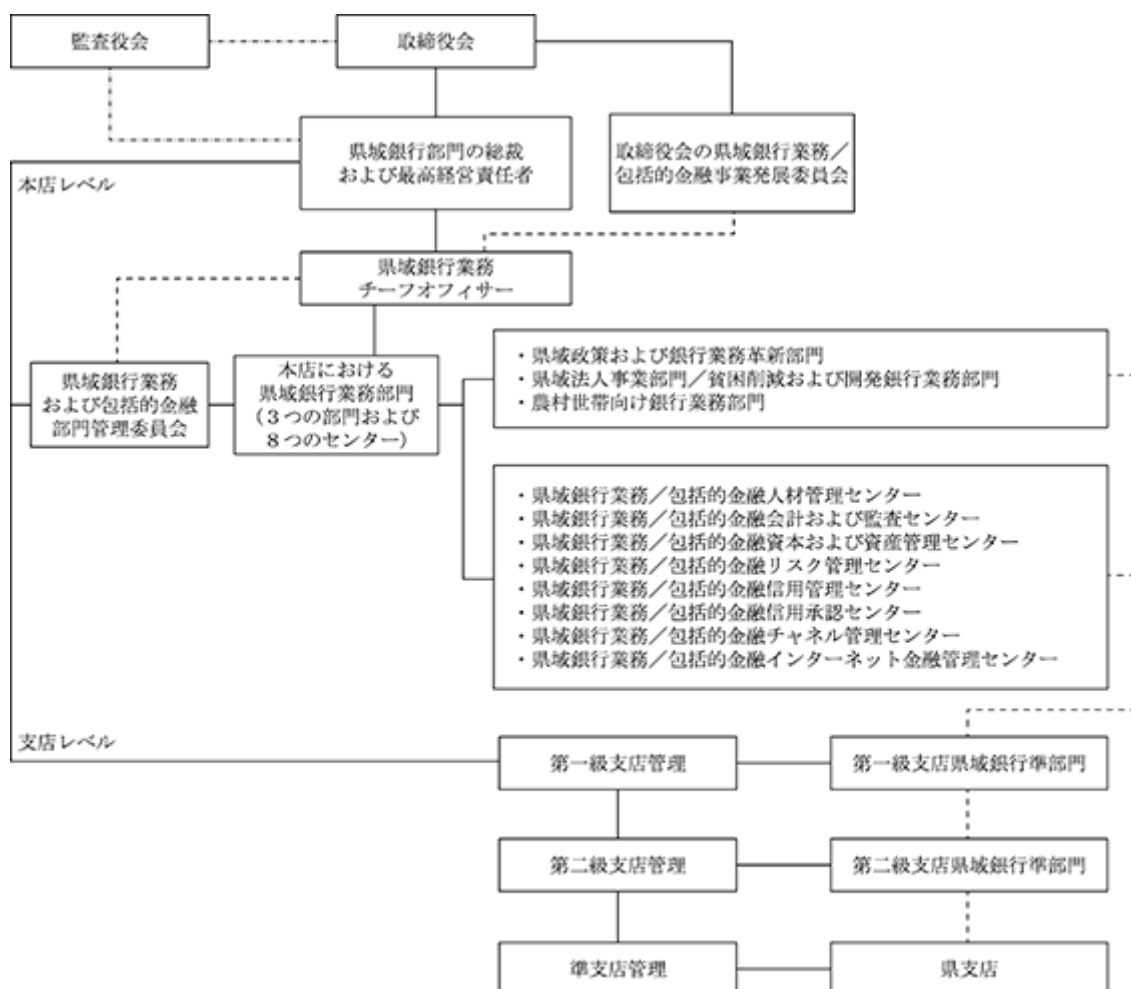 監査役会
取締役会
県域銀行部門の総裁
および最高経営責任者
取締役会の県域銀行業務／
包括的金融事業発展委員会
本店レベル
県域銀行業務
チーフオフィサー
県域銀行業務
および包括的金融
部門管理委員会
本店における
県域銀行業務部門
（３つの部門および
８つのセンター）
・県域政策および銀行業務革新部門
・県域法人事業部門／貧困削減および開発銀行業務部門
・農村世帯向け銀行業務部門
・県域銀行業務／包括的金融人材管理センター
・県域銀行業務／包括的金融会計および監査センター
・県域銀行業務／包括的金融資本および資産管理センター
・県域銀行業務／包括的金融リスク管理センター
・県域銀行業務／包括的金融信用管理センター
・県域銀行業務／包括的金融信用承認センター
・県域銀行業務／包括的金融チャネル管理センター
・県域銀行業務／包括的金融インターネット金融管理センター
支店レベル
第一級支店管理
第一級支店県域銀行準部門
第二級支店管理
第二級支店県域銀行準部門
準支店管理
県支店